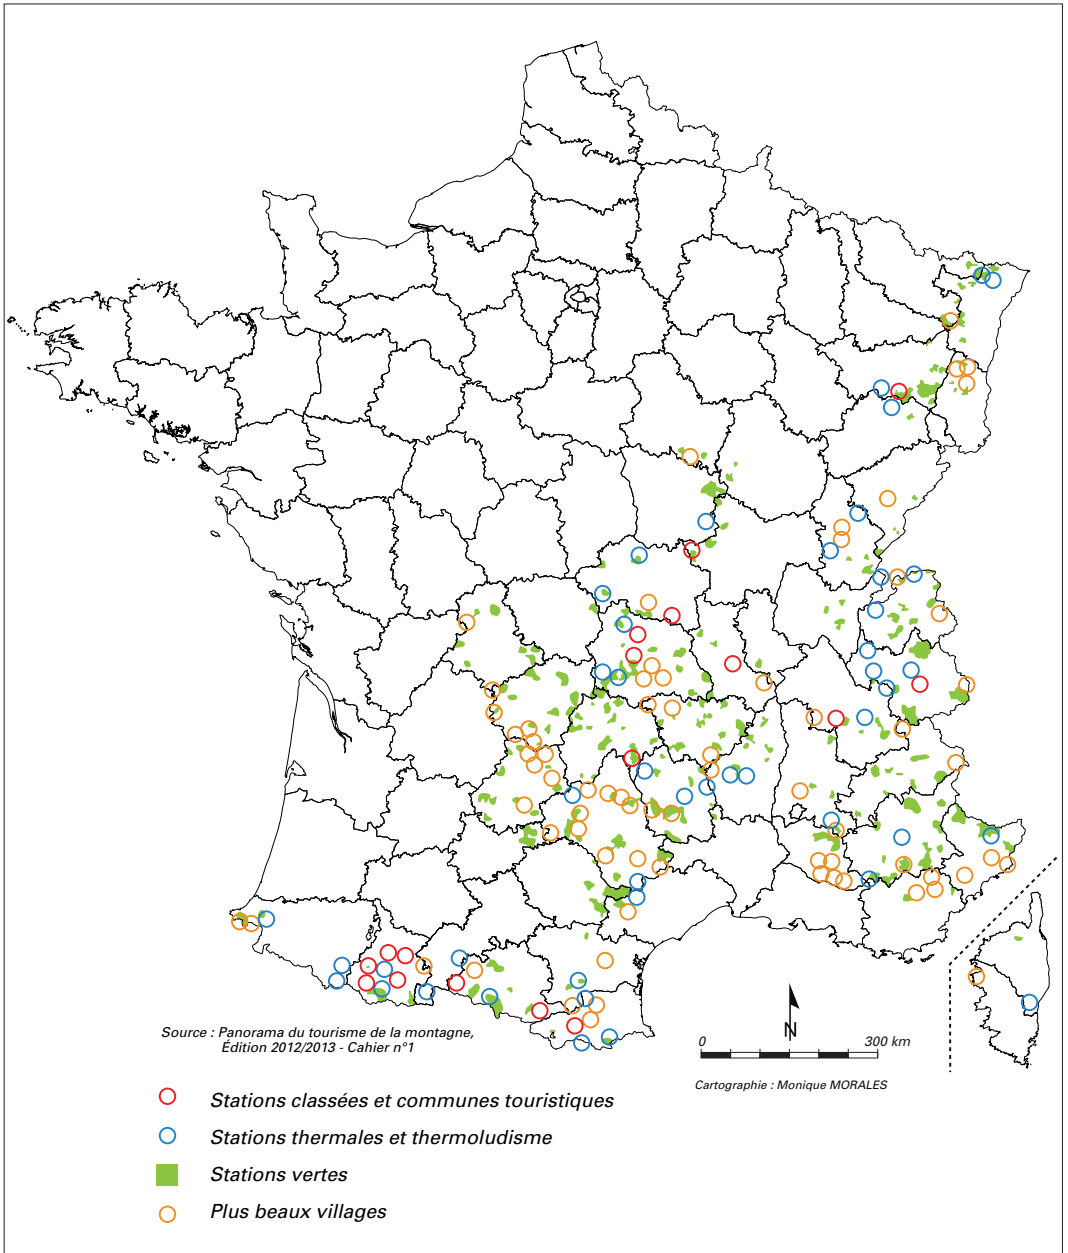 Source : Panorama du tourisme de la montagne,
Édition 2012/2013 - Cahier n°1
N
0 300 km
Cartographie : Monique MORALES
Stations classées et communes touristiques
Stations thermales et thermoludisme
Stations vertes
Plus beaux villages